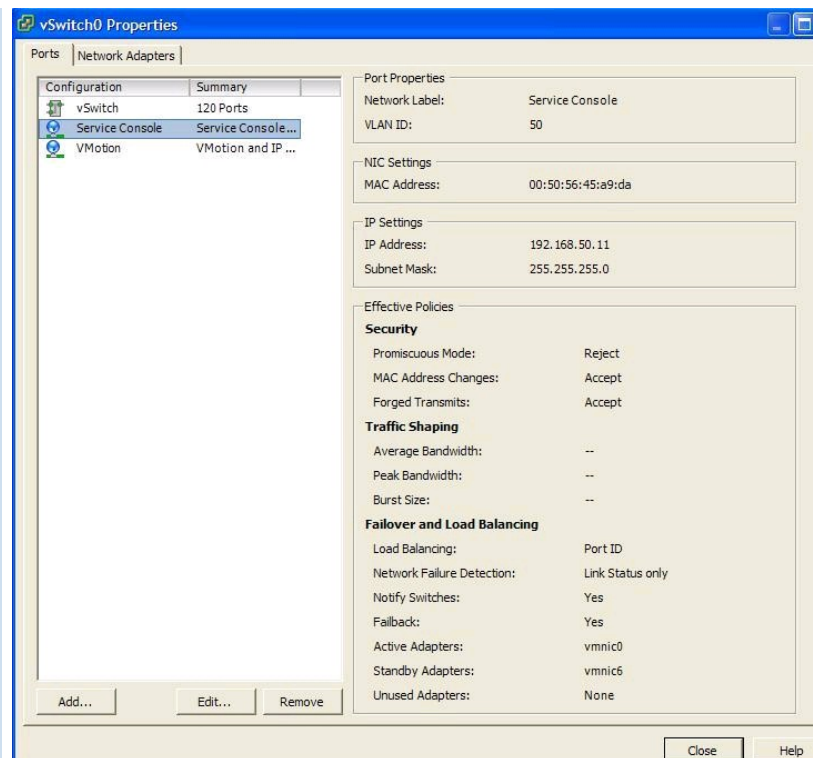 vSwitch0 Properties
Ports Network Adapters
Configuration Summary
vSwitch 120 Ports
Service Console Service Console...
VMotion VMotion and IP ...
Add... Edit... Remove
Port Properties
Network Label: Service Console
VLAN ID: 50
NIC Settings
MAC Address: 00:50:56:45:a9:da
IP Settings
IP Address: 192.168.50.11
Subnet Mask: 255.255.255.0
Effective Policies
Security
Promiscuous Mode: Reject
MAC Address Changes: Accept
Forged Transmits: Accept
Traffic Shaping
Average Bandwidth: --
Peak Bandwidth: --
Burst Size: --
Failover and Load Balancing
Load Balancing: Port ID
Network Failure Detection: Link Status only
Notify Switches: Yes
Failback: Yes
Active Adapters: vmnic0
Standby Adapters: vmnic6
Unused Adapters: None
Close Help